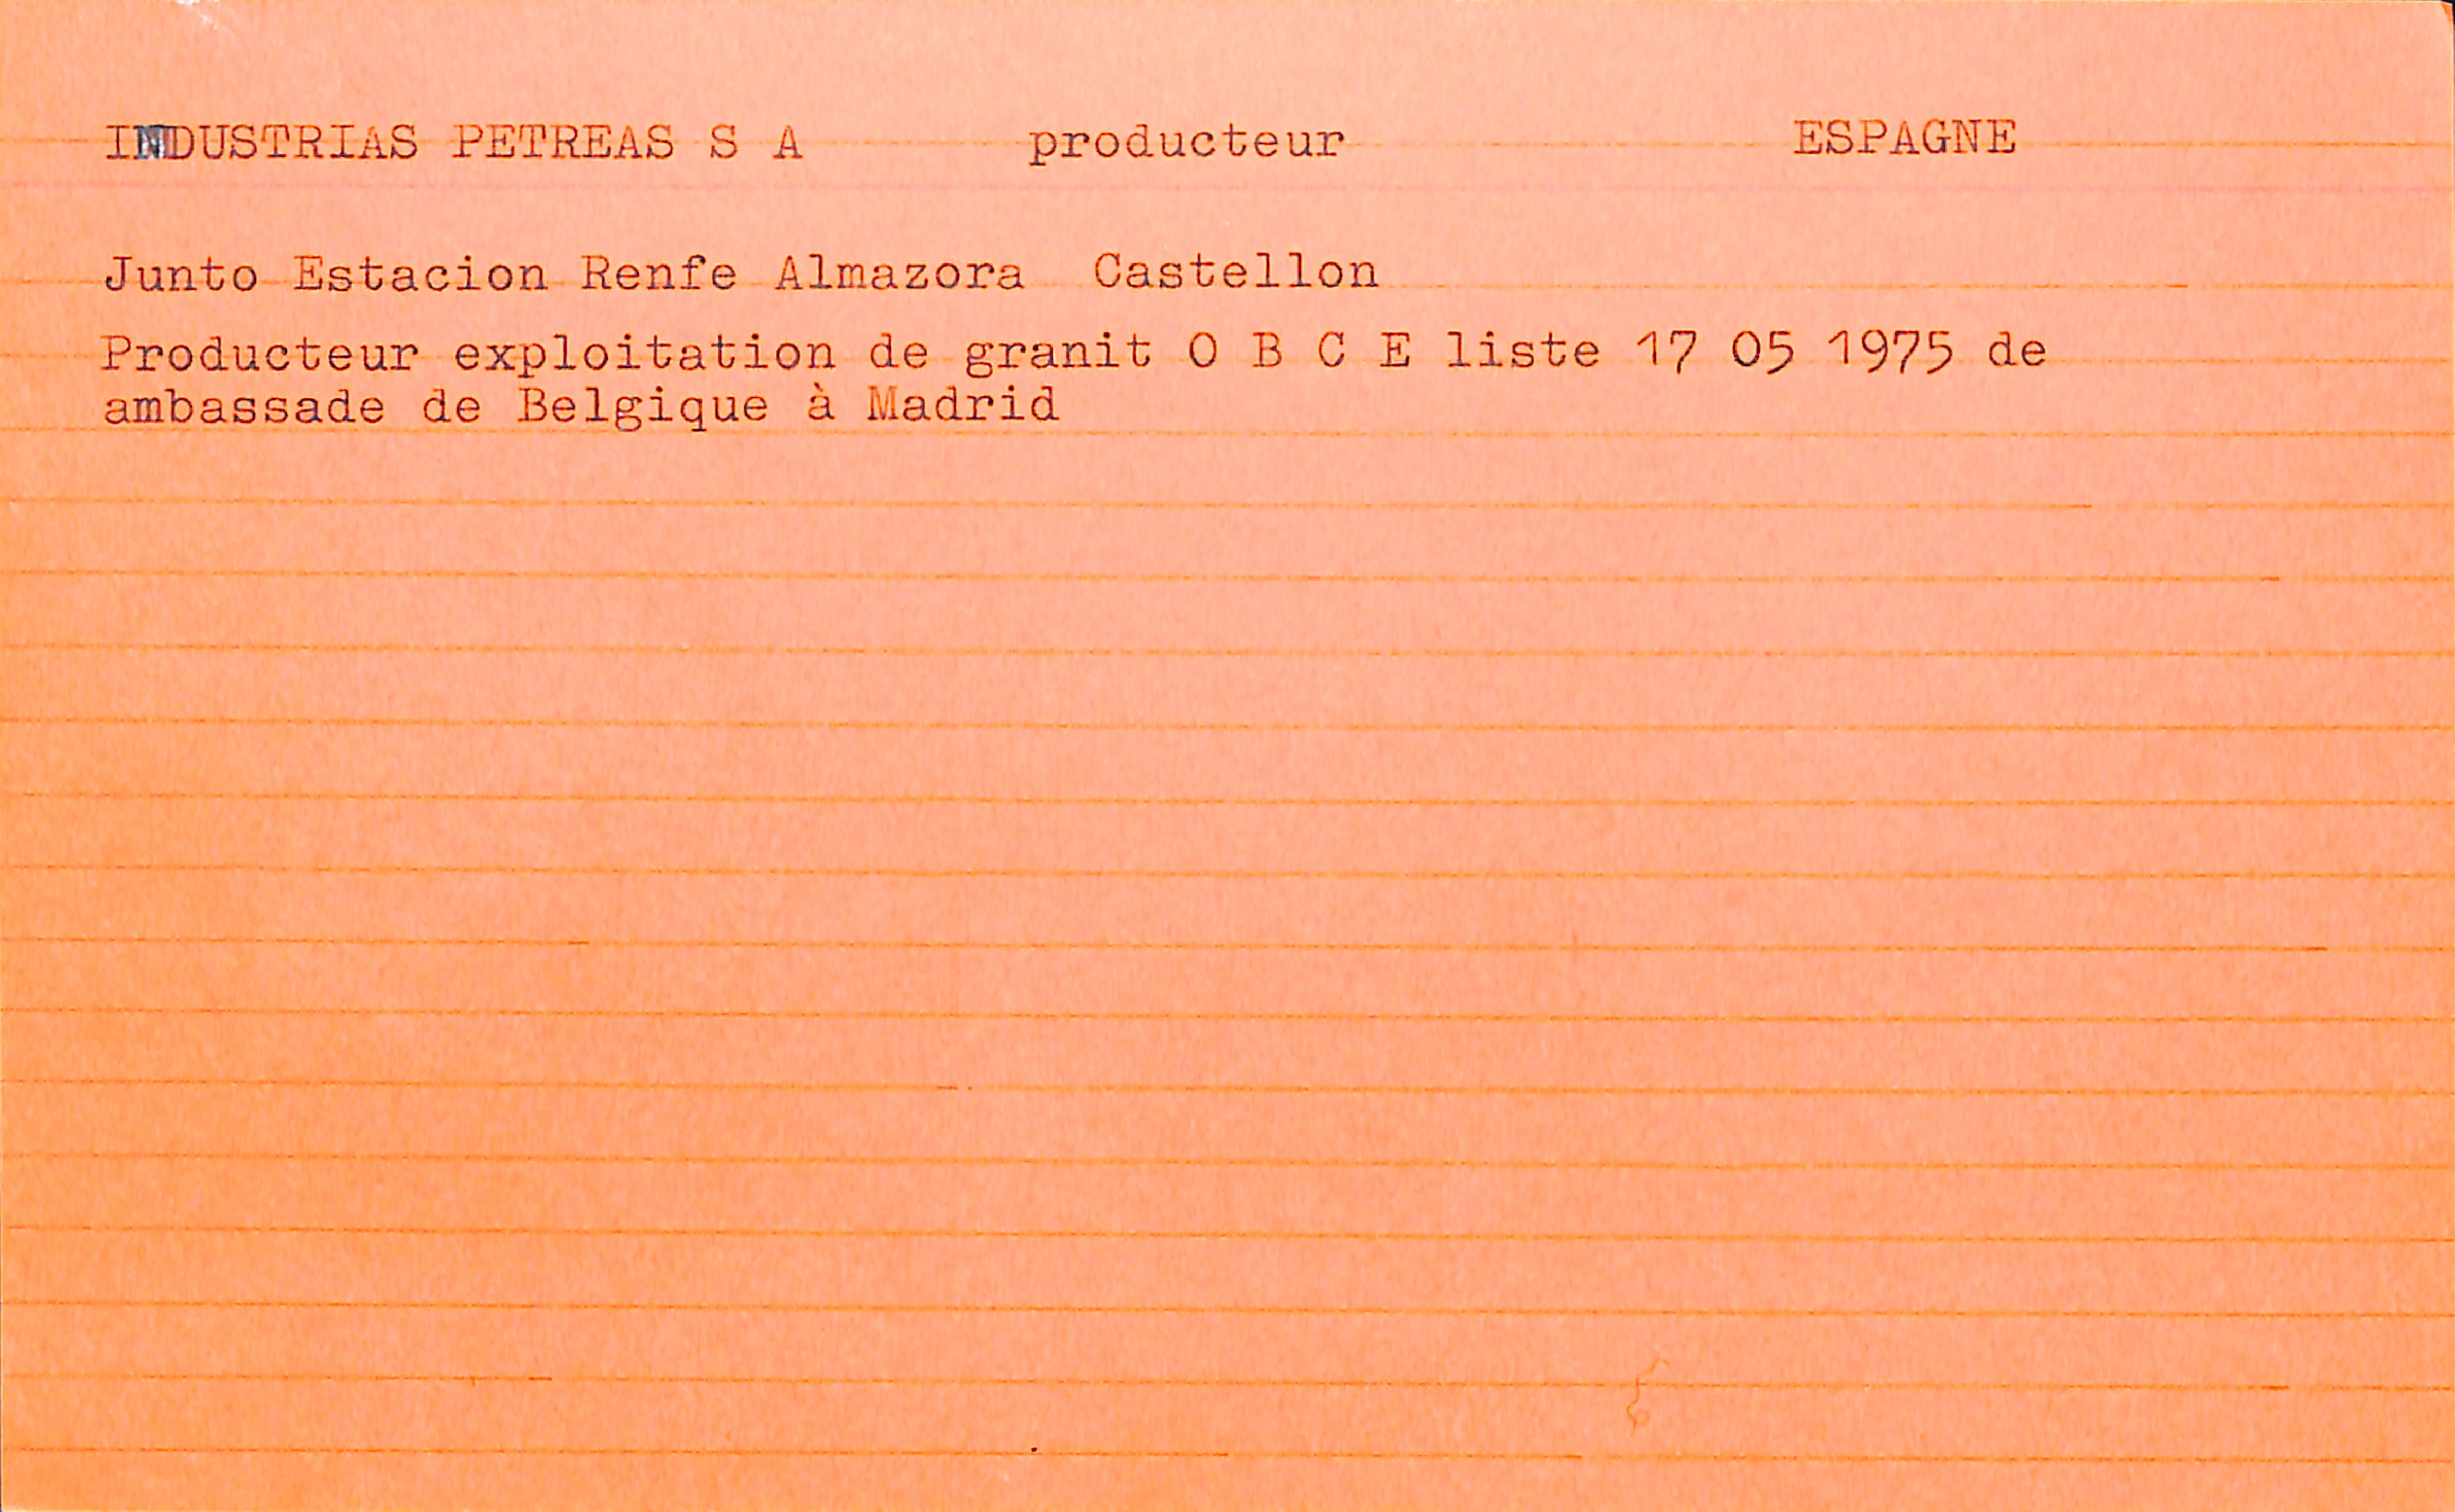 INDUSTRIAS PETREAS S A producteur ESPAGNE
Junto Estacion Renfe Almazora Castellon
Producteur exploitation de granit O B C E liste 17 05 1975 de
ambassade de Belgique à Madrid